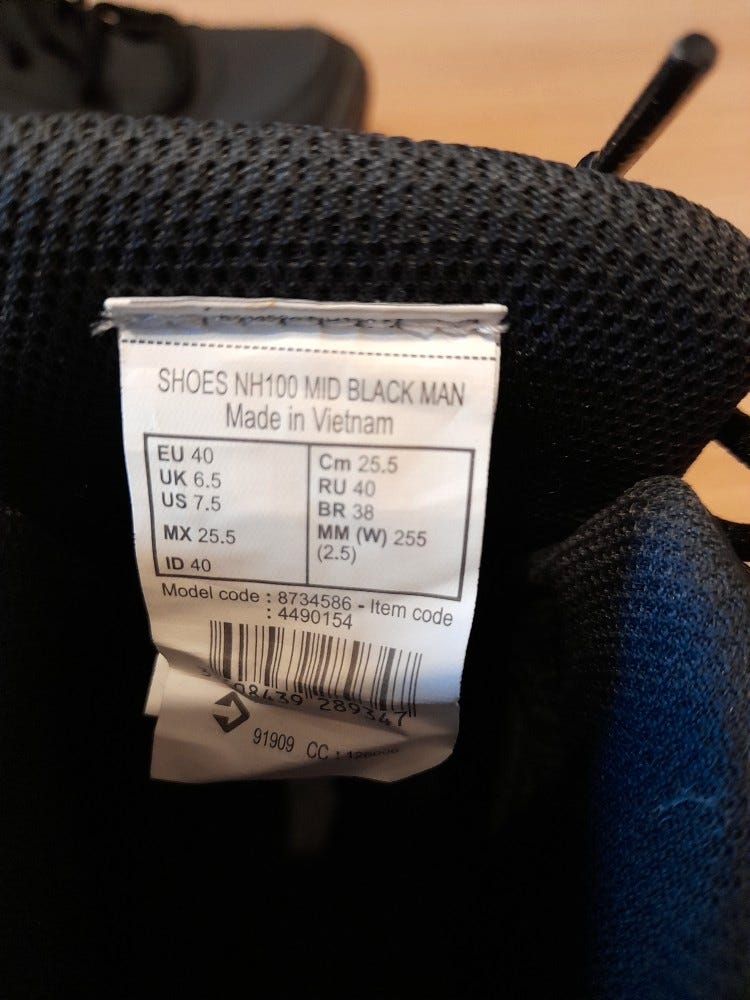 SHOES NH100 MID BLACK MAN
Made in Vietnam
EU 40
UK 6.5
US 7.5
MX 25.5
ID 40
Cm 25.5
RU 40
BR 38
MM (W) 255
(2.5)
Model code : 8734586 - Item code
: 4490154
289347
91909 CC